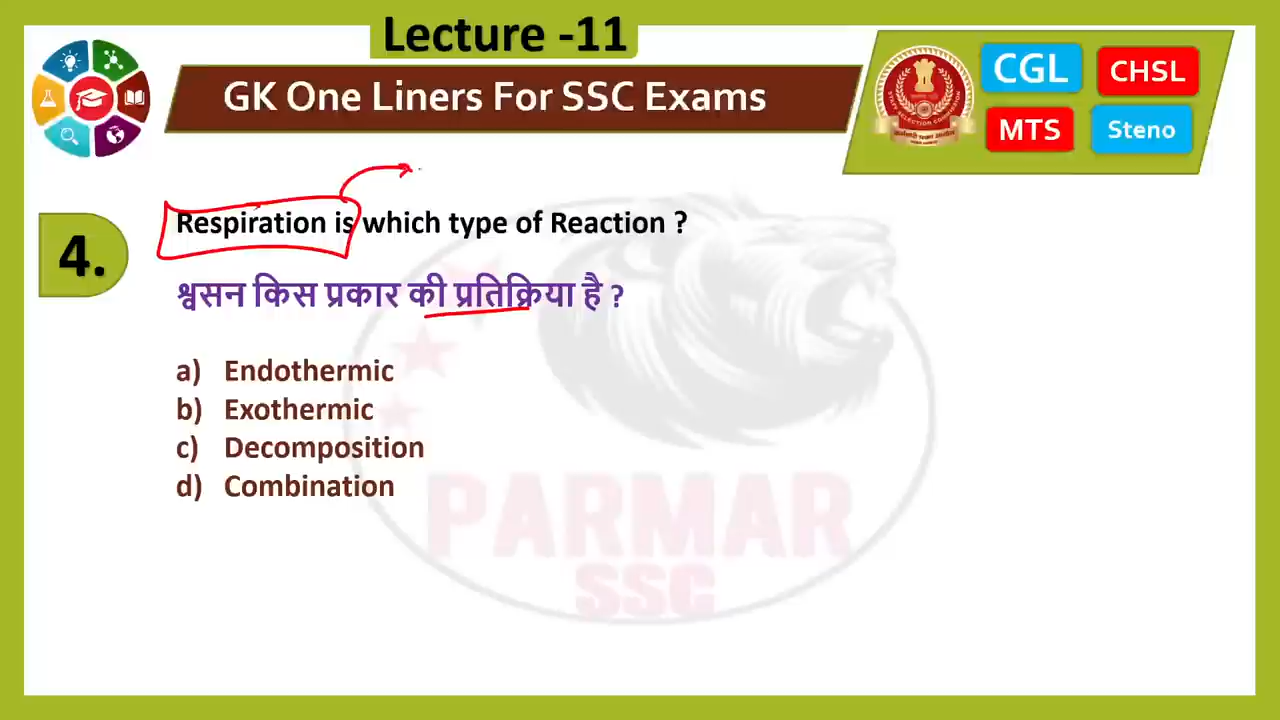 Lecture -11
GK One Liners For SSC Exams
CGL
CHSL
MTS
Steno
4.
Respiration is which type of Reaction ?
श्वसन किस प्रकार की प्रतिक्रिया है ?
a) Endothermic
b) Exothermic
c) Decomposition
d) Combination
PARMAR
SSC